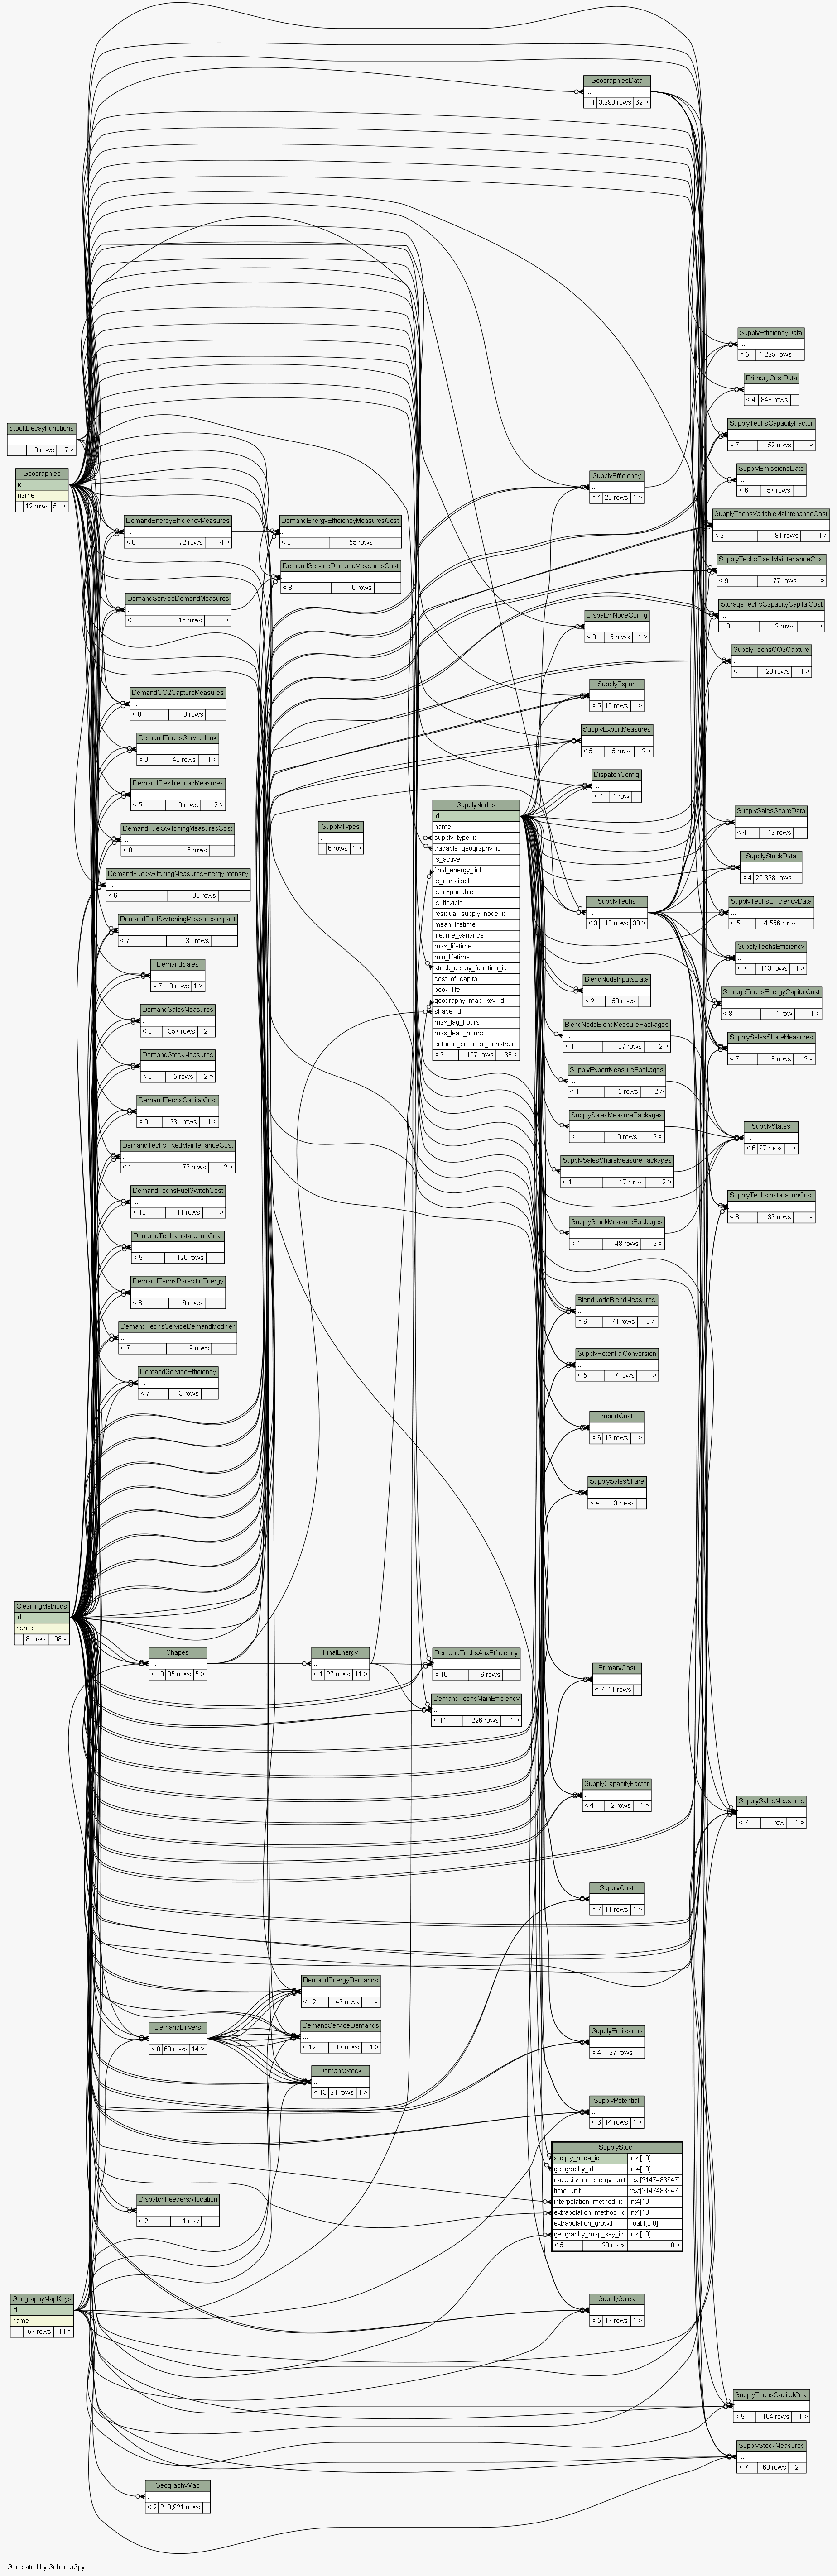 GeographiesData
...
< 1 3,293 rows 62 >
SupplyEfficiencyData
...
< 5 1,225 rows
PrimaryCostData
...
< 4 848 rows
StockDecayFunctions
...
3 rows 7 >
SupplyTechsCapacityFactor
...
< 7 52 rows 1 >
Geographies
id
name
12 rows 54 >
SupplyEfficiency
...
< 4 29 rows 1 >
SupplyEmissionsData
...
< 6 57 rows
DemandEnergyEfficiencyMeasures
...
< 8 72 rows 4 >
DemandEnergyEfficiencyMeasuresCost
...
< 8 55 rows
SupplyTechsVariableMaintenanceCost
...
< 9 81 rows 1 >
DemandServiceDemandMeasuresCost
...
< 8 0 rows
SupplyTechsFixedMaintenanceCost
...
< 9 77 rows 1 >
DemandServiceDemandMeasures
...
< 8 15 rows 4 >
DispatchNodeConfig
...
< 3 5 rows 1 >
StorageTechsCapacityCapitalCost
...
< 8 2 rows 1 >
SupplyTechsCO2Capture
...
< 7 28 rows 1 >
DemandCO2CaptureMeasures
...
< 8 0 rows
SupplyExport
...
< 5 10 rows 1 >
DemandTechsServiceLink
...
< 9 40 rows 1 >
SupplyExportMeasures
...
< 5 5 rows 2 >
DemandFlexibleLoadMeasures
...
< 5 9 rows 2 >
DispatchConfig
...
< 4 1 row
DemandFuelSwitchingMeasuresCost
...
< 8 6 rows
SupplyTypes
...
6 rows 1 >
SupplyNodes
id
name
supply_type_id
tradable_geography_id
is_active
final_energy_link
is_curtailable
is_exportable
is_flexible
residual_supply_node_id
mean_lifetime
lifetime_variance
max_lifetime
min_lifetime
stock_decay_function_id
cost_of_capital
book_life
geography_map_key_id
shape_id
max_lag_hours
max_lead_hours
enforce_potential_constraint
< 7 107 rows 38 >
SupplySalesShareData
...
< 4 13 rows
SupplyStockData
...
< 4 26,338 rows
DemandFuelSwitchingMeasuresEnergyIntensity
...
< 6 30 rows
SupplyTechs
...
< 3 113 rows 30 >
SupplyTechsEfficiencyData
...
< 5 4,556 rows
DemandFuelSwitchingMeasuresImpact
...
< 7 30 rows
SupplyTechsEfficiency
...
< 7 113 rows 1 >
DemandSales
...
< 7 10 rows 1 >
BlendNodeInputsData
...
< 2 53 rows
StorageTechsEnergyCapitalCost
...
< 8 1 row 1 >
DemandSalesMeasures
...
< 8 357 rows 2 >
BlendNodeBlendMeasurePackages
...
< 1 37 rows 2 >
SupplySalesShareMeasures
...
< 7 18 rows 2 >
DemandStockMeasures
...
< 6 5 rows 2 >
SupplyExportMeasurePackages
...
< 1 5 rows 2 >
DemandTechsCapitalCost
...
< 9 231 rows 1 >
SupplySalesMeasurePackages
...
< 1 0 rows 2 >
SupplyStates
...
< 6 97 rows 1 >
DemandTechsFixedMaintenanceCost
...
< 11 176 rows 2 >
SupplySalesShareMeasurePackages
...
< 1 17 rows 2 >
DemandTechsFuelSwitchCost
...
< 10 11 rows 1 >
SupplyTechsInstallationCost
...
< 8 33 rows 1 >
SupplyStockMeasurePackages
...
< 1 48 rows 2 >
DemandTechsInstallationCost
...
< 9 126 rows
DemandTechsParasiticEnergy
...
< 8 6 rows
BlendNodeBlendMeasures
...
< 6 74 rows 2 >
DemandTechsServiceDemandModifier
...
< 7 19 rows
SupplyPotentialConversion
...
< 5 7 rows 1 >
DemandServiceEfficiency
...
< 7 3 rows
ImportCost
...
< 6 13 rows 1 >
SupplySalesShare
...
< 4 13 rows
CleaningMethods
id
name
8 rows 108 >
Shapes
...
< 10 35 rows 5 >
FinalEnergy
...
< 1 27 rows 11 >
DemandTechsAuxEfficiency
...
< 10 6 rows
PrimaryCost
...
< 7 11 rows
DemandTechsMainEfficiency
...
< 11 226 rows 1 >
SupplyCapacityFactor
...
< 4 2 rows 1 >
SupplySalesMeasures
...
< 7 1 row 1 >
SupplyCost
...
< 7 11 rows 1 >
DemandEnergyDemands
...
< 12 47 rows 1 >
DemandDrivers
...
< 8 60 rows 14 >
DemandServiceDemands
...
< 12 17 rows 1 >
SupplyEmissions
...
< 4 27 rows
DemandStock
...
< 13 24 rows 1 >
SupplyPotential
...
< 6 14 rows 1 >
SupplyStock
supply_node_id int4[10]
geography_id int4[10]
capacity_or_energy_unit text[2147483647]
time_unit text[2147483647]
interpolation_method_id int4[10]
extrapolation_method_id int4[10]
extrapolation_growth float4[8,8]
geography_map_key_id int4[10]
< 5 23 rows 0 >
DispatchFeedersAllocation
...
< 2 1 row
GeographyMapKeys
id
name
57 rows 14 >
SupplySales
...
< 5 17 rows 1 >
SupplyTechsCapitalCost
...
< 9 104 rows 1 >
SupplyStockMeasures
...
< 7 60 rows 2 >
GeographyMap
...
< 2 213,921 rows
Generated by SchemaSpy